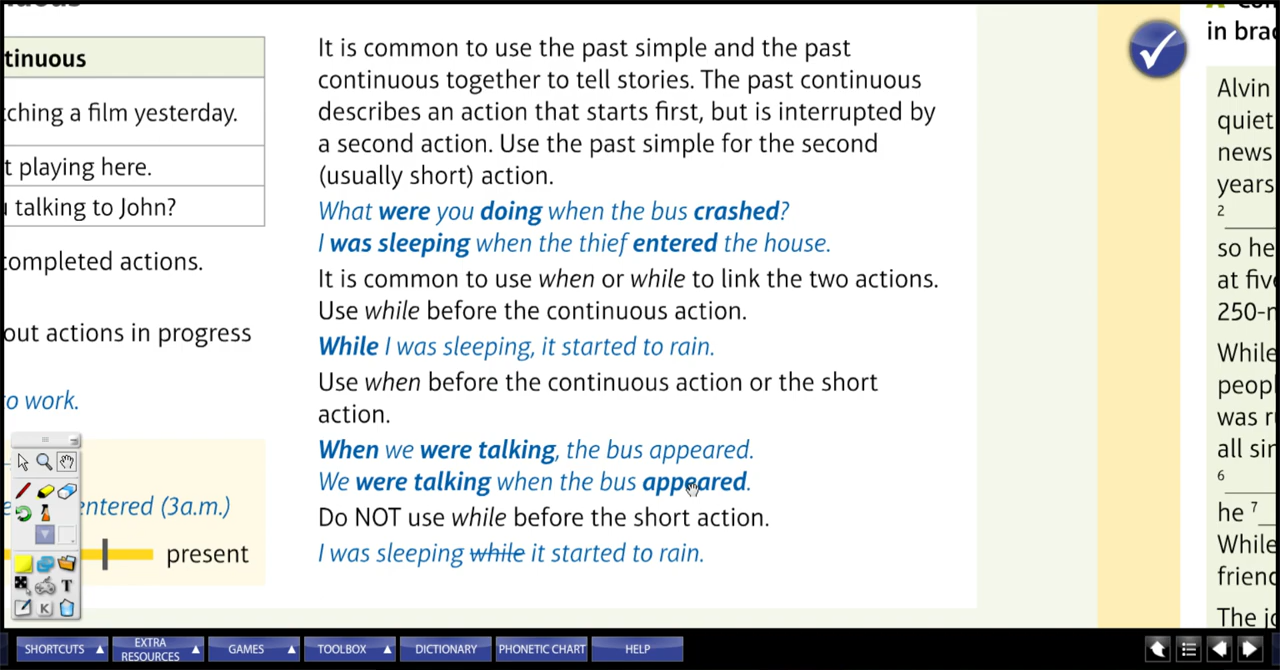 tinuous
ching a film yesterday.
t playing here.
talking to John?
ompleted actions.
out actions in progress
o work.
entered (3a.m.)
present
It is common to use the past simple and the past
continuous together to tell stories. The past continuous
describes an action that starts first, but is interrupted by
a second action. Use the past simple for the second
(usually short) action.
What were you doing when the bus crashed?
I was sleeping when the thief entered the house.
It is common to use when or while to link the two actions.
Use while before the continuous action.
While I was sleeping, it started to rain.
Use when before the continuous action or the short
action.
When we were talking, the bus appeared.
We were talking when the bus appeared.
Do NOT use while before the short action.
I was sleeping while it started to rain.
in brac
Alvin
quiet
news
years
2
so he
at five
250-m
While
peop
was r
all sin
6
he 7
While
friend
The jo
SHORTCUTS
EXTRA
RESOURCES
GAMES
TOOLBOX
DICTIONARY
PHONETIC CHART
HELP